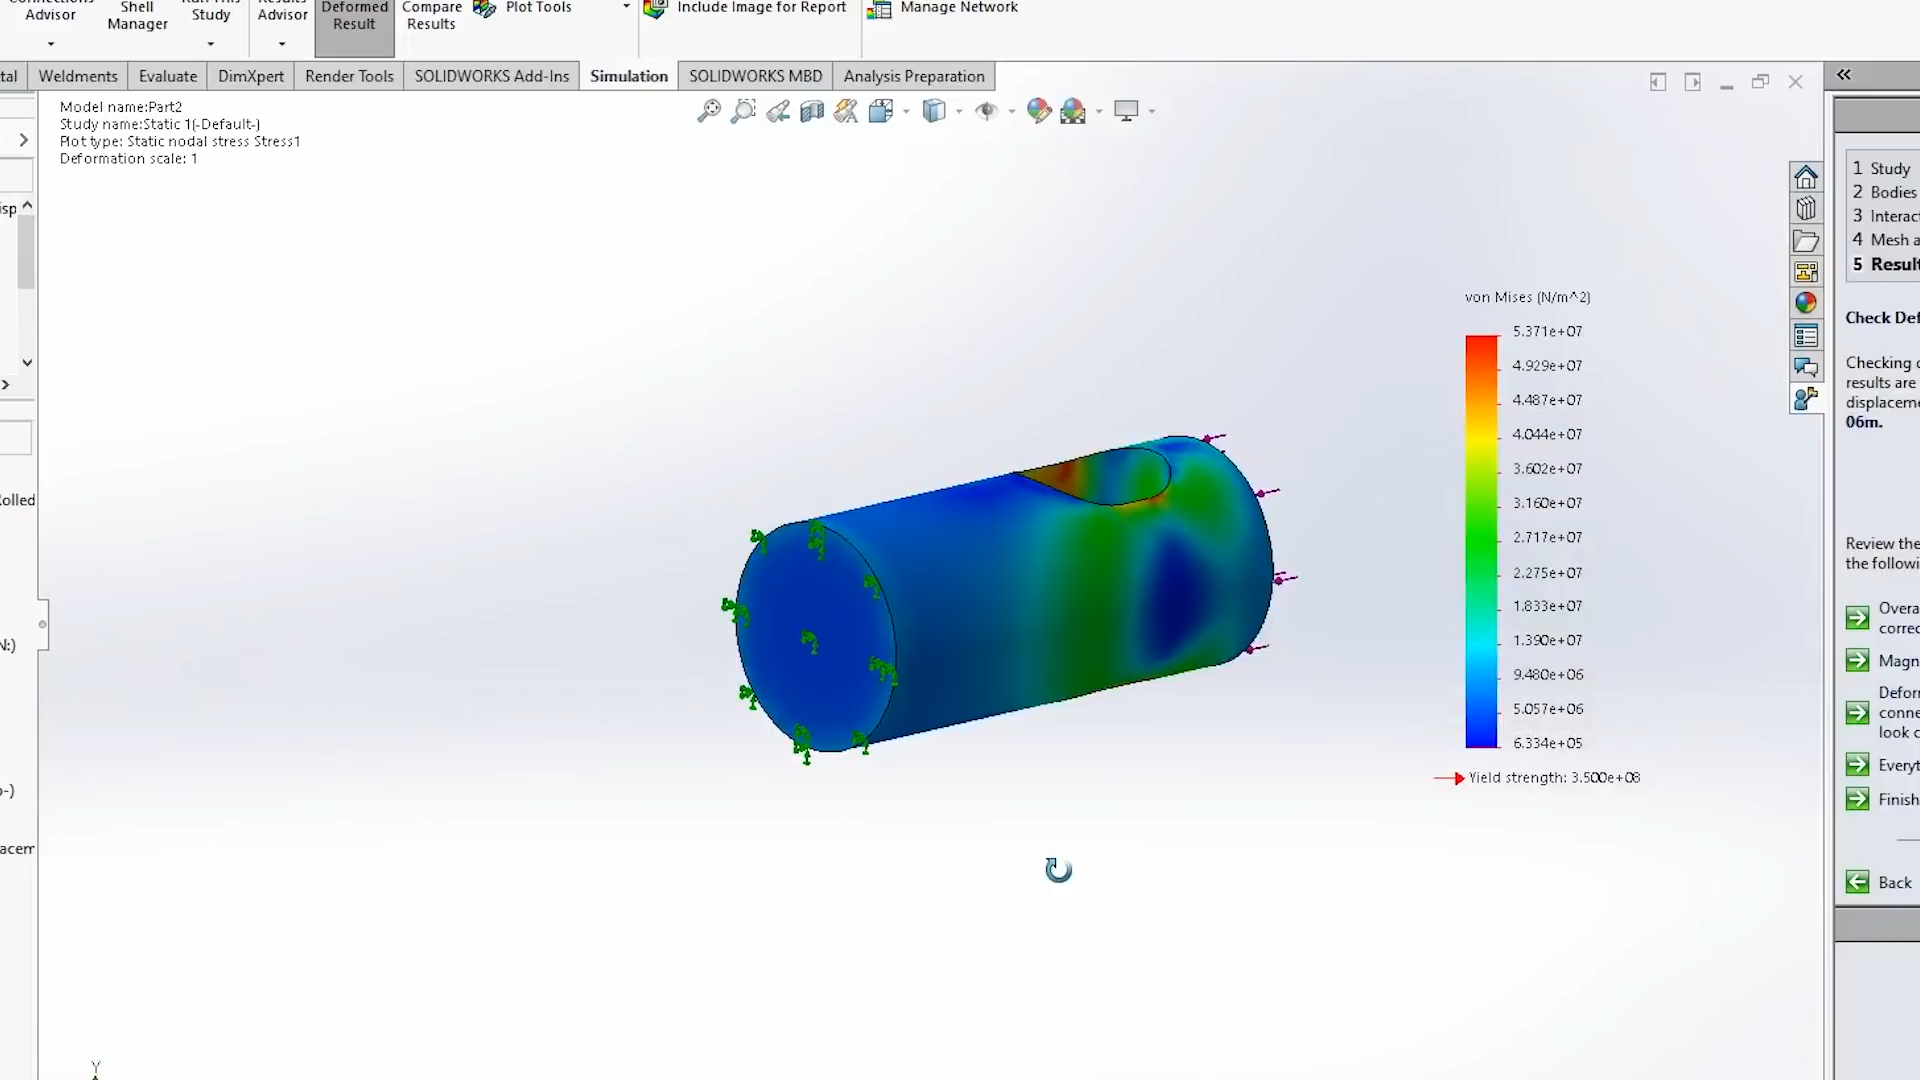 Advisor
Shell
Manager
Study
Advisor
Deformed
Result
Compare
Results
Plot Tools
Include Image for Report
Manage Network
tal
Weldments
Evaluate
DimXpert
Render Tools
SOLIDWORKS Add-Ins
Simulation
SOLIDWORKS MBD
Analysis Preparation
Model name:Part2
Study name:Static 1(-Default-)
Plot type: Static nodal stress Stress1
Deformation scale: 1
isp
olled
N:)
-)
acem
von Mises (N/m^2)
5.371e+07
4.929e+07
4.487e+07
4.044e+07
3.602e+07
3.160e+07
2.717e+07
2.275e+07
1.833e+07
1.390e+07
9.480e+06
5.057e+06
6.334e+05
Yield strength: 3.500e+08
1 Study
2 Bodies
3 Interac
4 Mesh a
5 Result
Check Def
Checking
results are
displaceme
06m.
Review the
the followi
Overa
correc
Magn
Deforr
conne
look c
Everyt
Finish
Back
Y